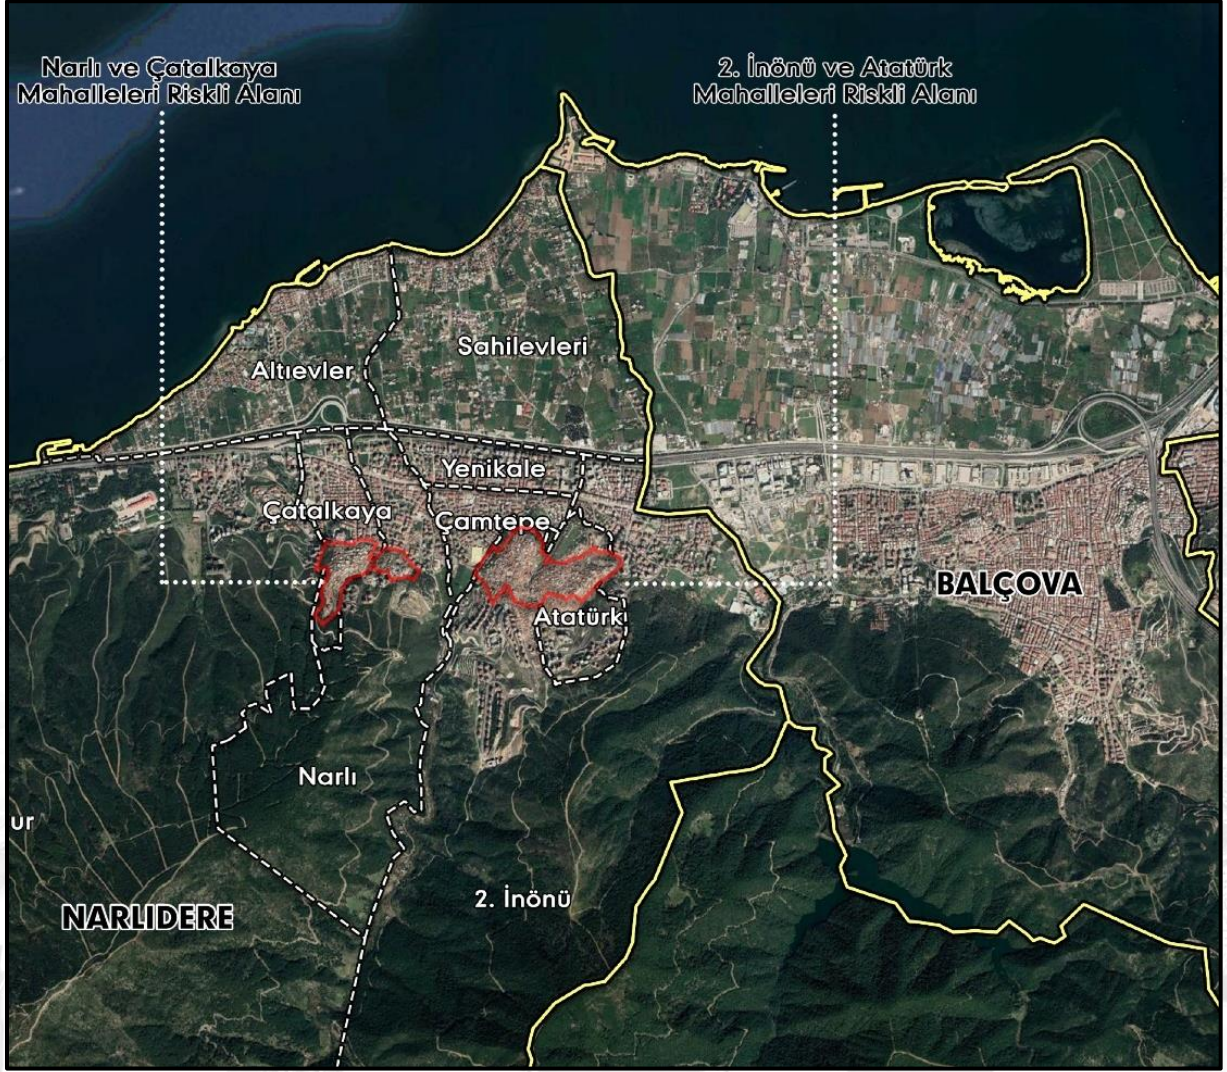 Narlı ve Çatalkaya
Mahalleleri Riskli Alanı
2. İnönü ve Atatürk
Mahalleleri Riskli Alanı
Sahilevleri
Altıevler
Yenikale
Çatalkaya
Çamtepe
BALÇOVA
Atatürk
Narlı
ur
2. İnönü
NARLIDERE